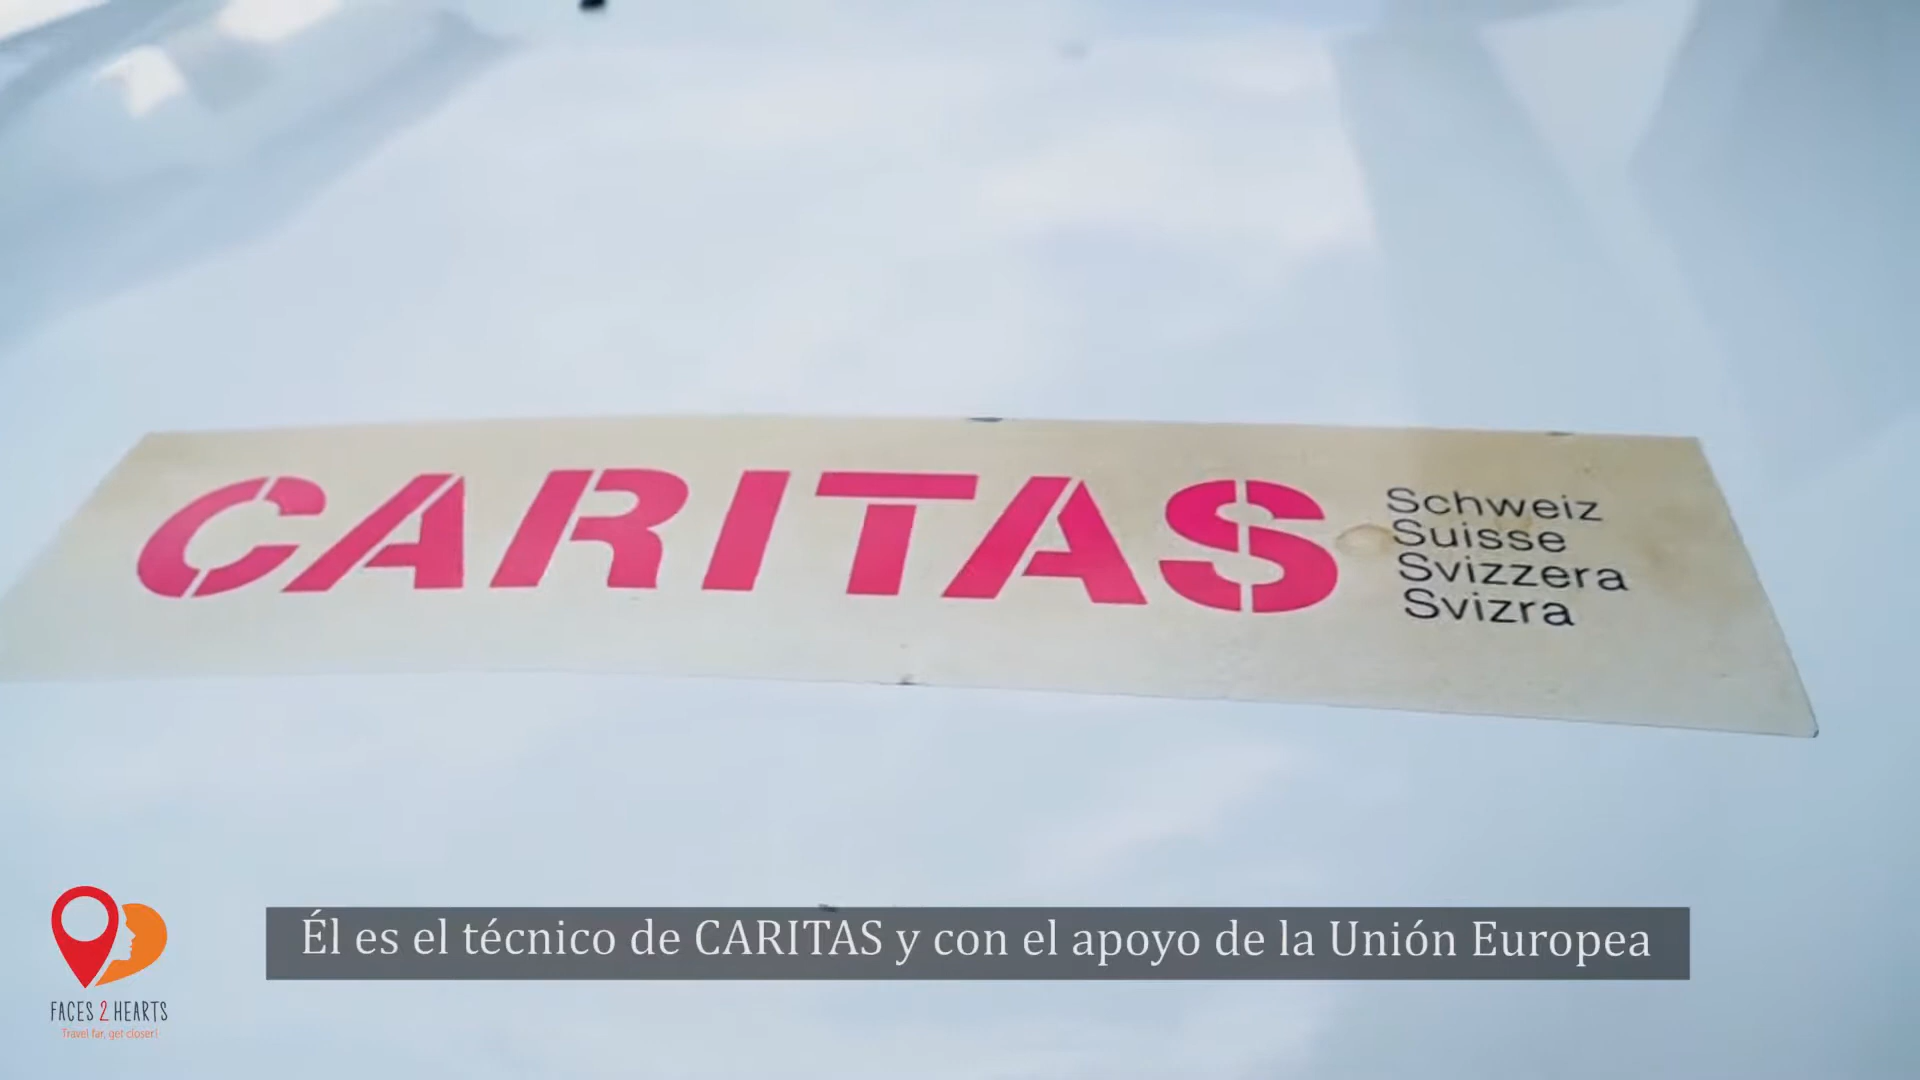 CARITAS
Schweiz
Suisse
Svizzera
Svizra
Él es el técnico de CARITAS y con el apoyo de la Unión Europea
FACES 2 HEARTS
Travel far, get closer!